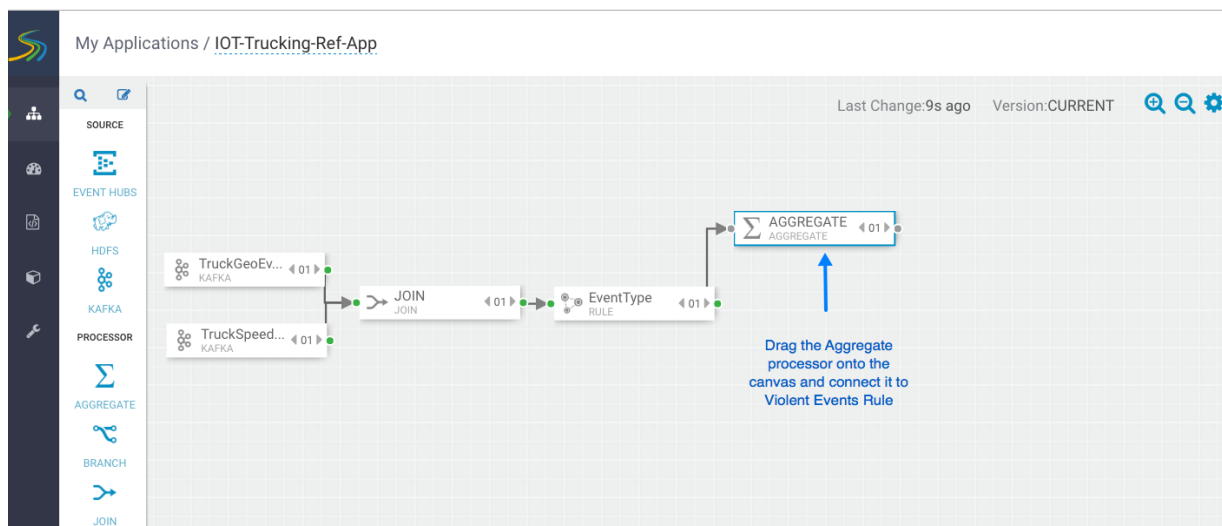 My Applications / IOT-Trucking-Ref-App
Last Change:9s ago Version:CURRENT
SOURCE
EVENT HUBS
HDFS
KAFKA
PROCESSOR
AGGREGATE
BRANCH
JOIN
TruckGeoEv... 01
KAFKA
TruckSpeed... 01
KAFKA
JOIN 01
JOIN
EventType 01
RULE
AGGREGATE 01
AGGREGATE
Drag the Aggregate
processor onto the
canvas and connect it to
Violent Events Rule